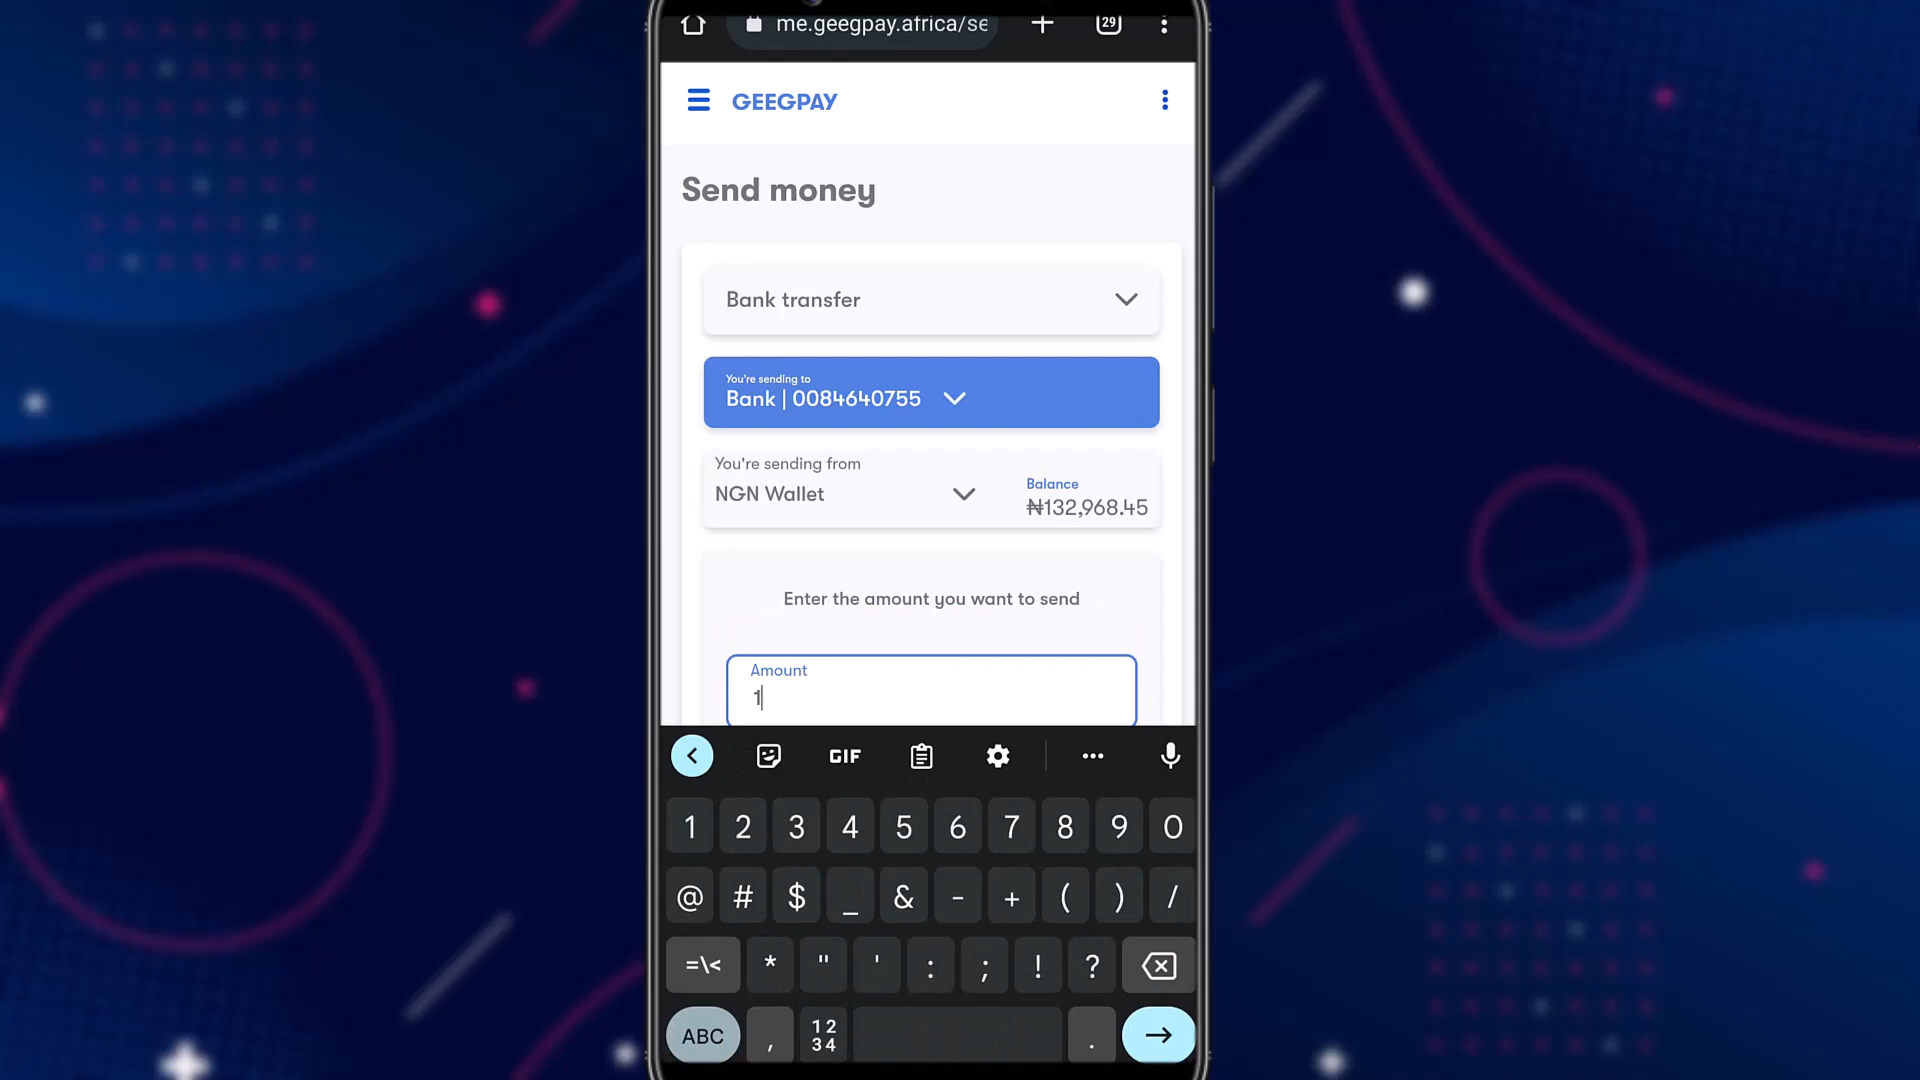 me.geegpay.africa/se
29
GEEGPAY
Send money
Bank transfer
You're sending to
Bank | 0084640755
You're sending from
NGN Wallet
Balance
₦132,968.45
Enter the amount you want to send
Amount
1
GIF
1 2 3 4 5 6 7 8 9 0
@ # $ _ & - + ( ) /
=\< * " ' : ; ! ?
ABC , 12 34 .